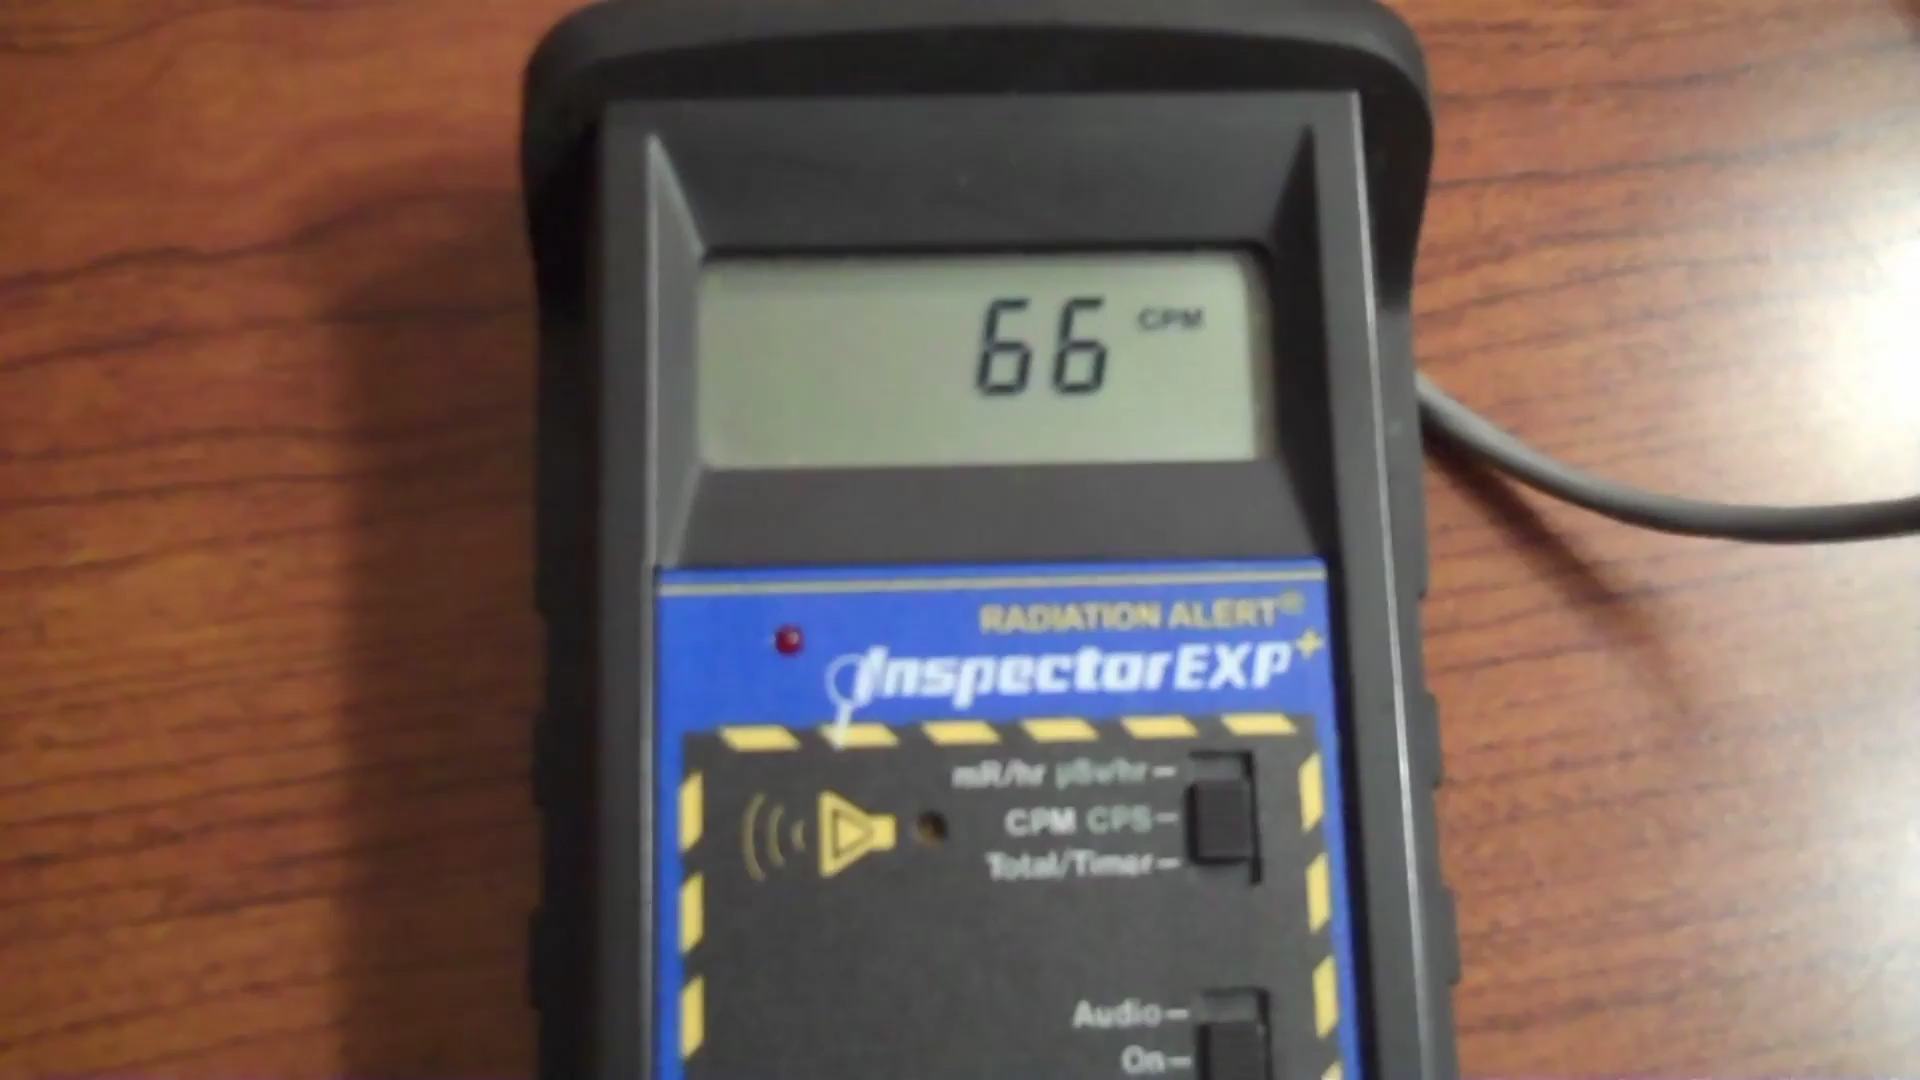 66 CPM
RADIATION ALERT®
InspectorEXP+
mR/hr µSv/hr
CPM CPS
Total/Timer
Audio
On